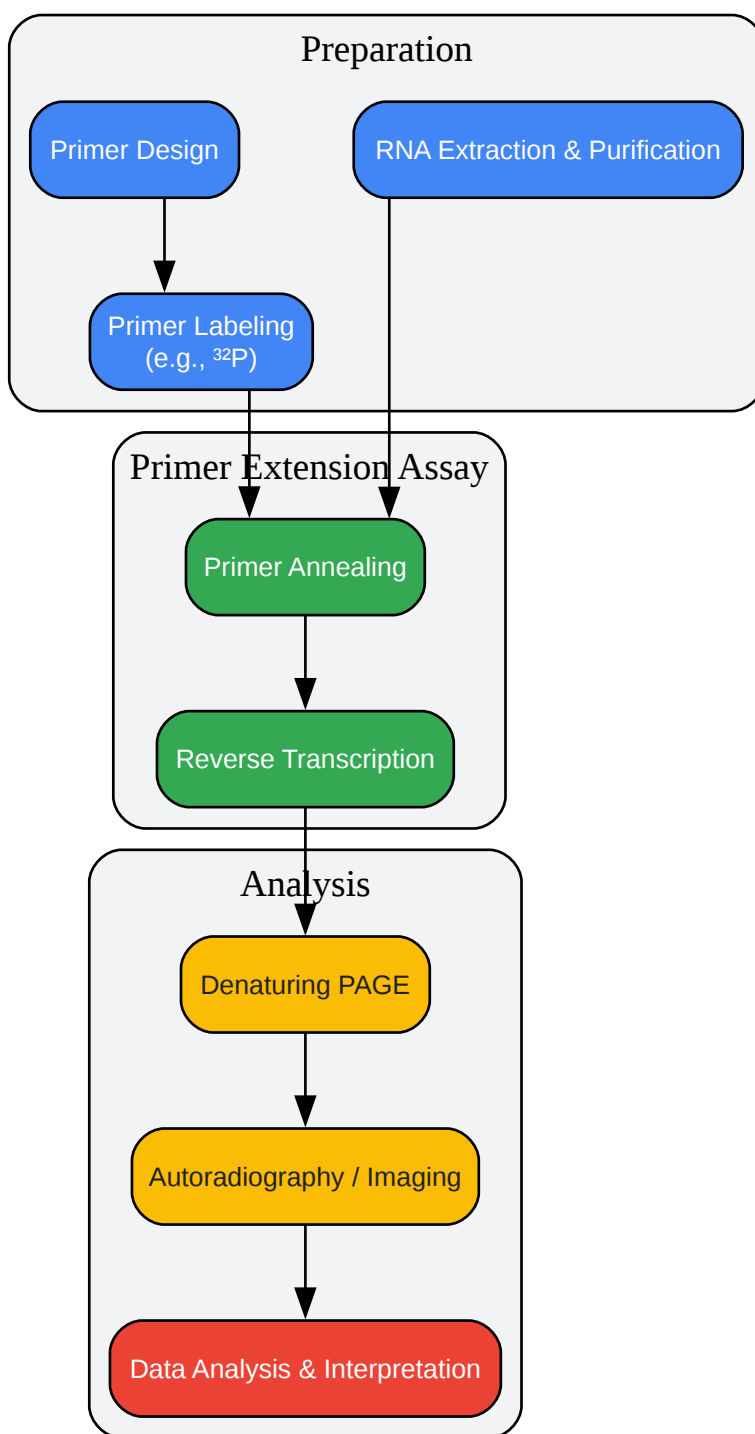 Preparation
Primer Design
RNA Extraction & Purification
Primer Labeling
(e.g., ³²P)
Primer Extension Assay
Primer Annealing
Reverse Transcription
Analysis
Denaturing PAGE
Autoradiography / Imaging
Data Analysis & Interpretation